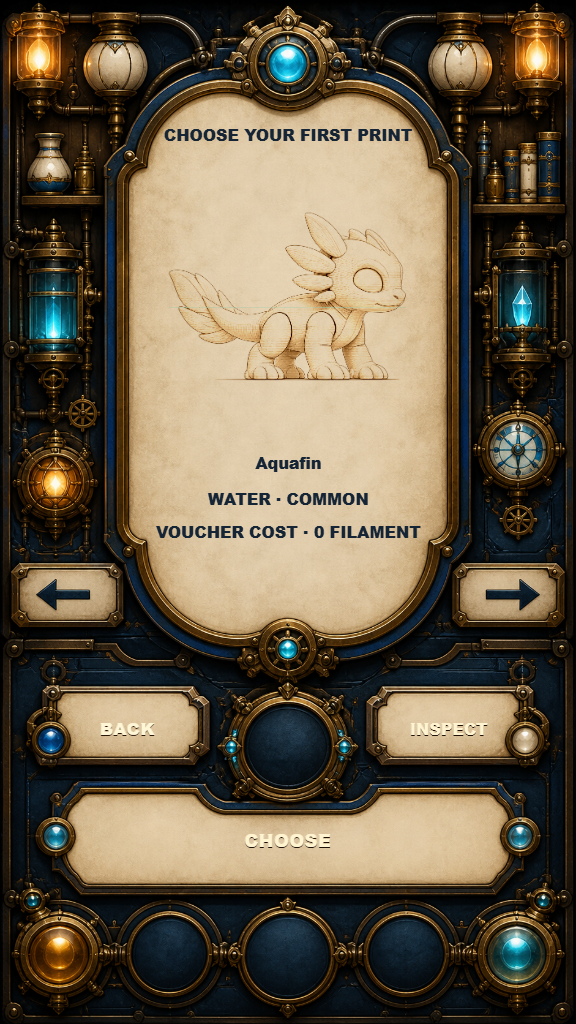 CHOOSE YOUR FIRST PRINT
Aquafin
WATER · COMMON
VOUCHER COST · 0 FILAMENT
BACK
INSPECT
CHOOSE